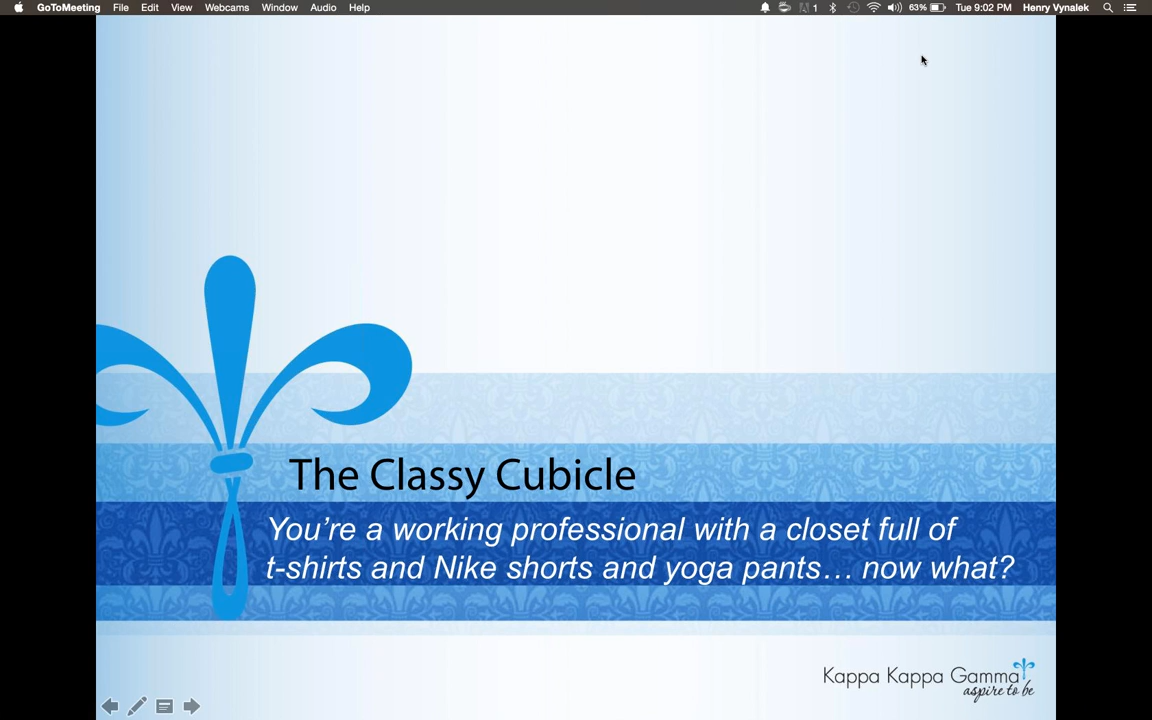 GoToMeeting File Edit View Webcams Window Audio Help 1 63% Tue 9:02 PM Henry Vynalek
The Classy Cubicle
You're a working professional with a closet full of
t-shirts and Nike shorts and yoga pants… now what?
Kappa Kappa Gamma
aspire to be